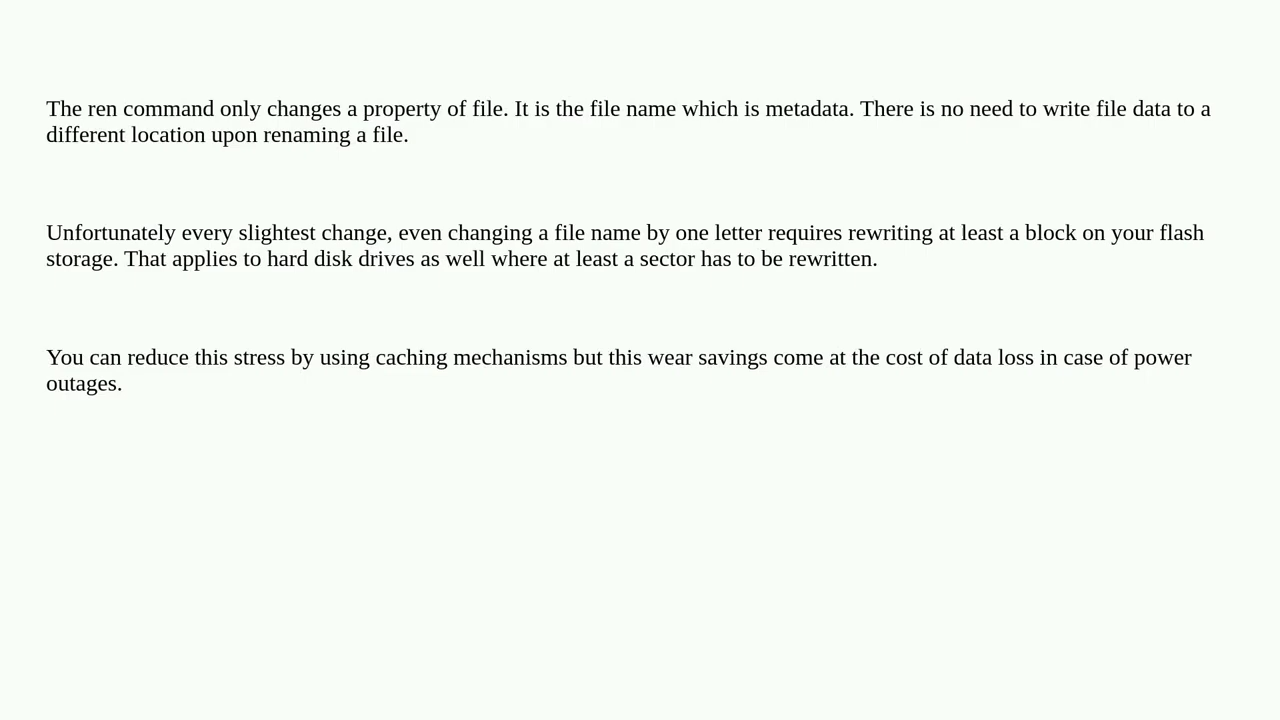 The ren command only changes a property of file. It is the file name which is metadata. There is no need to write file data to a
different location upon renaming a file.
Unfortunately every slightest change, even changing a file name by one letter requires rewriting at least a block on your flash
storage. That applies to hard disk drives as well where at least a sector has to be rewritten.
You can reduce this stress by using caching mechanisms but this wear savings come at the cost of data loss in case of power
outages.